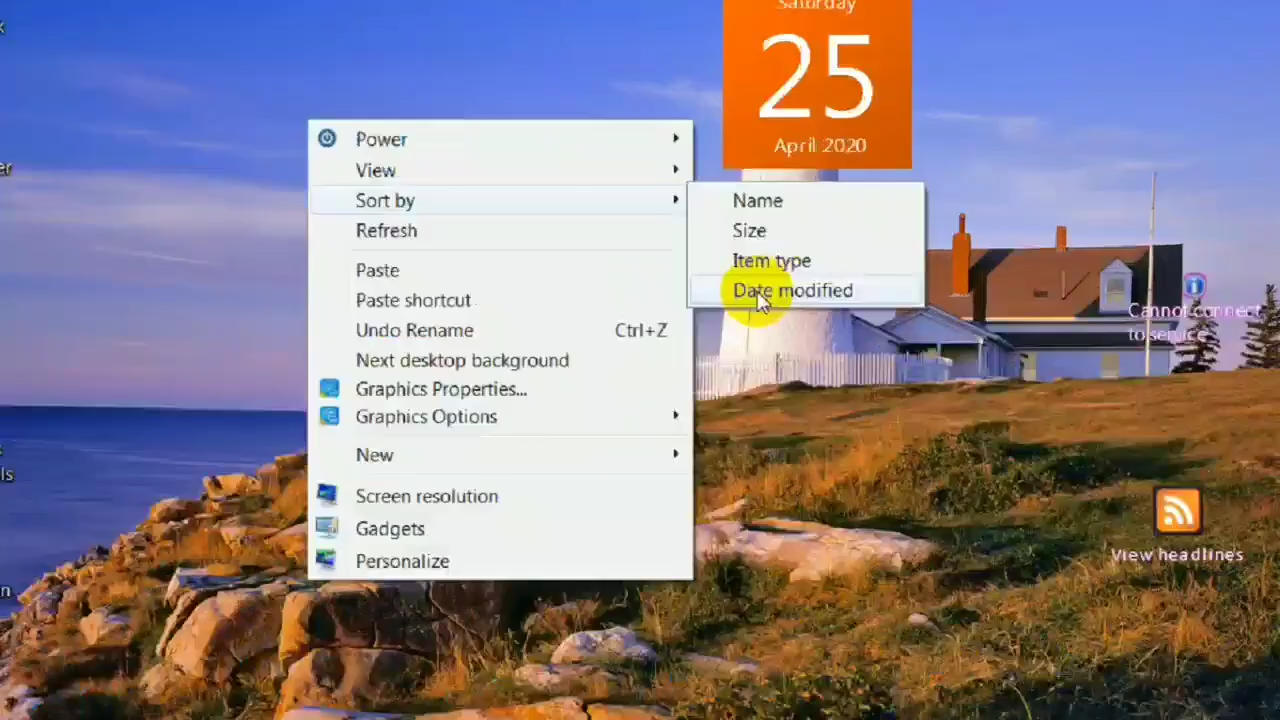 Saturday
25
April 2020
Power
View
Sort by
Refresh
Paste
Paste shortcut
Undo Rename Ctrl+Z
Next desktop background
Graphics Properties...
Graphics Options
New
Screen resolution
Gadgets
Personalize
Name
Size
Item type
Date modified
Cannot connect
to service
View headlines